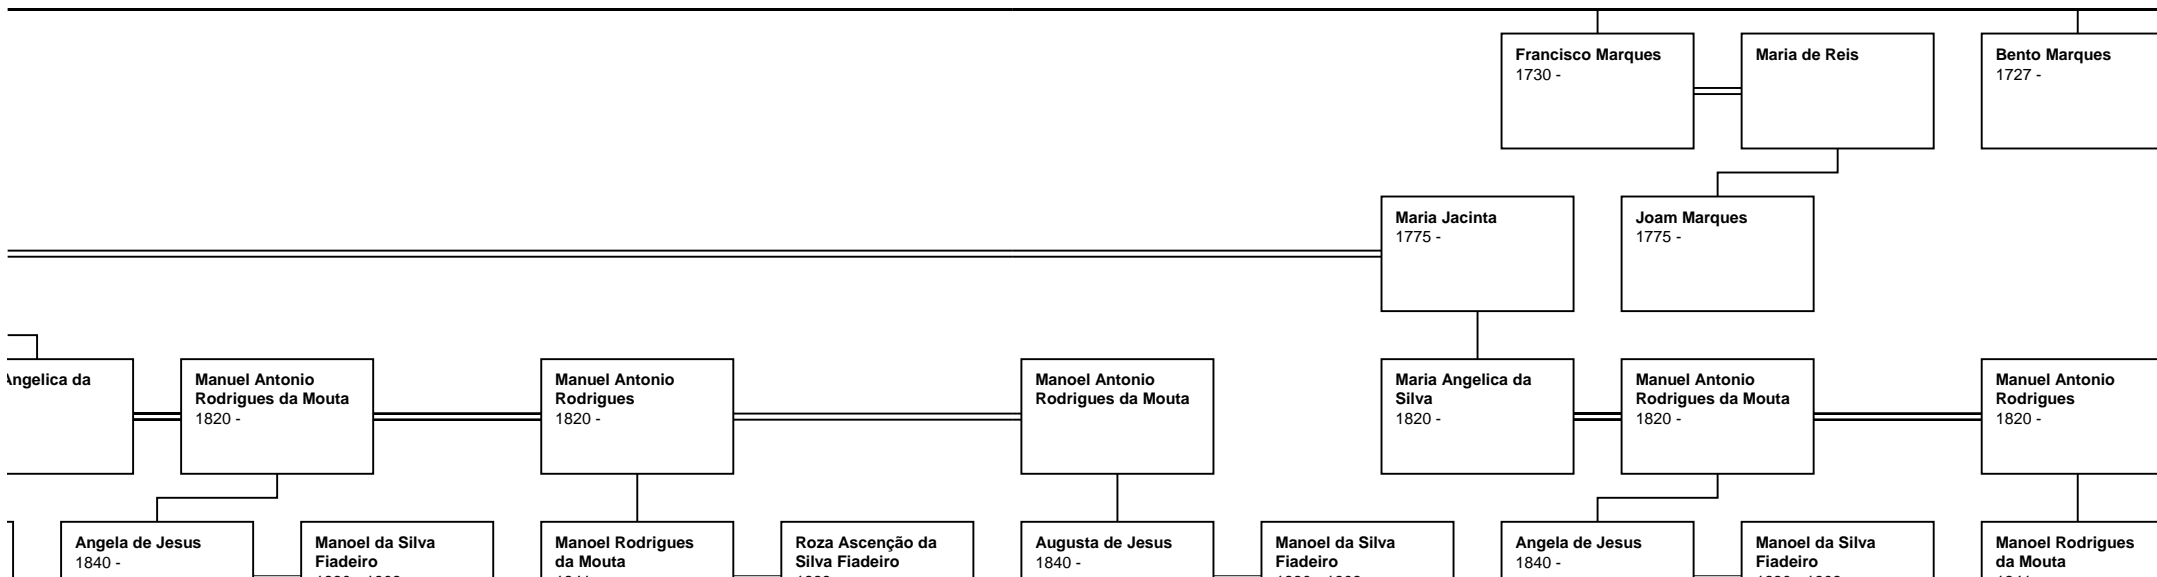 Francisco Marques
1730 -
Maria de Reis
Bento Marques
1727 -
Maria Jacinta
1775 -
Joam Marques
1775 -
Angelica da
Manuel Antonio
Rodrigues da Mouta
1820 -
Manuel Antonio
Rodrigues
1820 -
Manoel Antonio
Rodrigues da Mouta
Maria Angelica da
Silva
1820 -
Manuel Antonio
Rodrigues da Mouta
1820 -
Manuel Antonio
Rodrigues
1820 -
Angela de Jesus
1840 -
Manoel da Silva
Fiadeiro
Manoel Rodrigues
da Mouta
Roza Ascenção da
Silva Fiadeiro
Augusta de Jesus
1840 -
Manoel da Silva
Fiadeiro
Angela de Jesus
1840 -
Manoel da Silva
Fiadeiro
Manoel Rodrigues
da Mouta